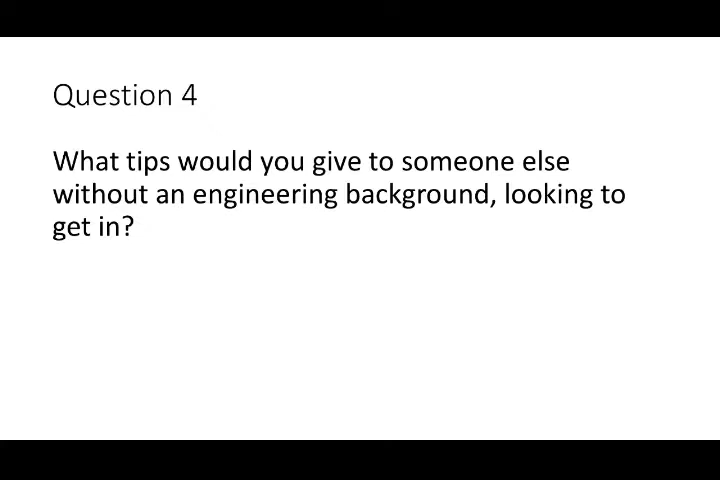 Question 4
What tips would you give to someone else
without an engineering background, looking to
get in?